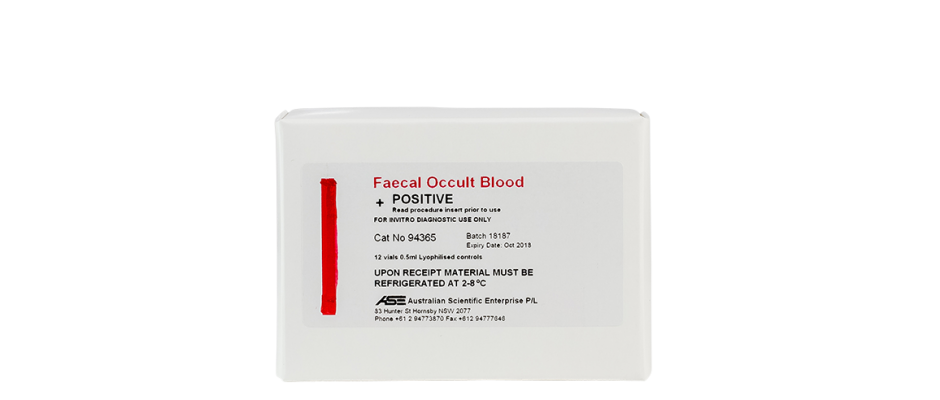 Faecal Occult Blood
+ POSITIVE
Read procedure insert prior to use
FOR INVITRO DIAGNOSTIC USE ONLY
Cat No 94365 Batch 18187
Expiry Date: Oct 2018
12 vials 0.5ml Lyophilised controls
UPON RECEIPT MATERIAL MUST BE
REFRIGERATED AT 2-8ºC
ASE Australian Scientific Enterprise P/L
83 Hunter St Hornsby NSW 2077
Phone +61 2 94773870 Fax +612 94777646